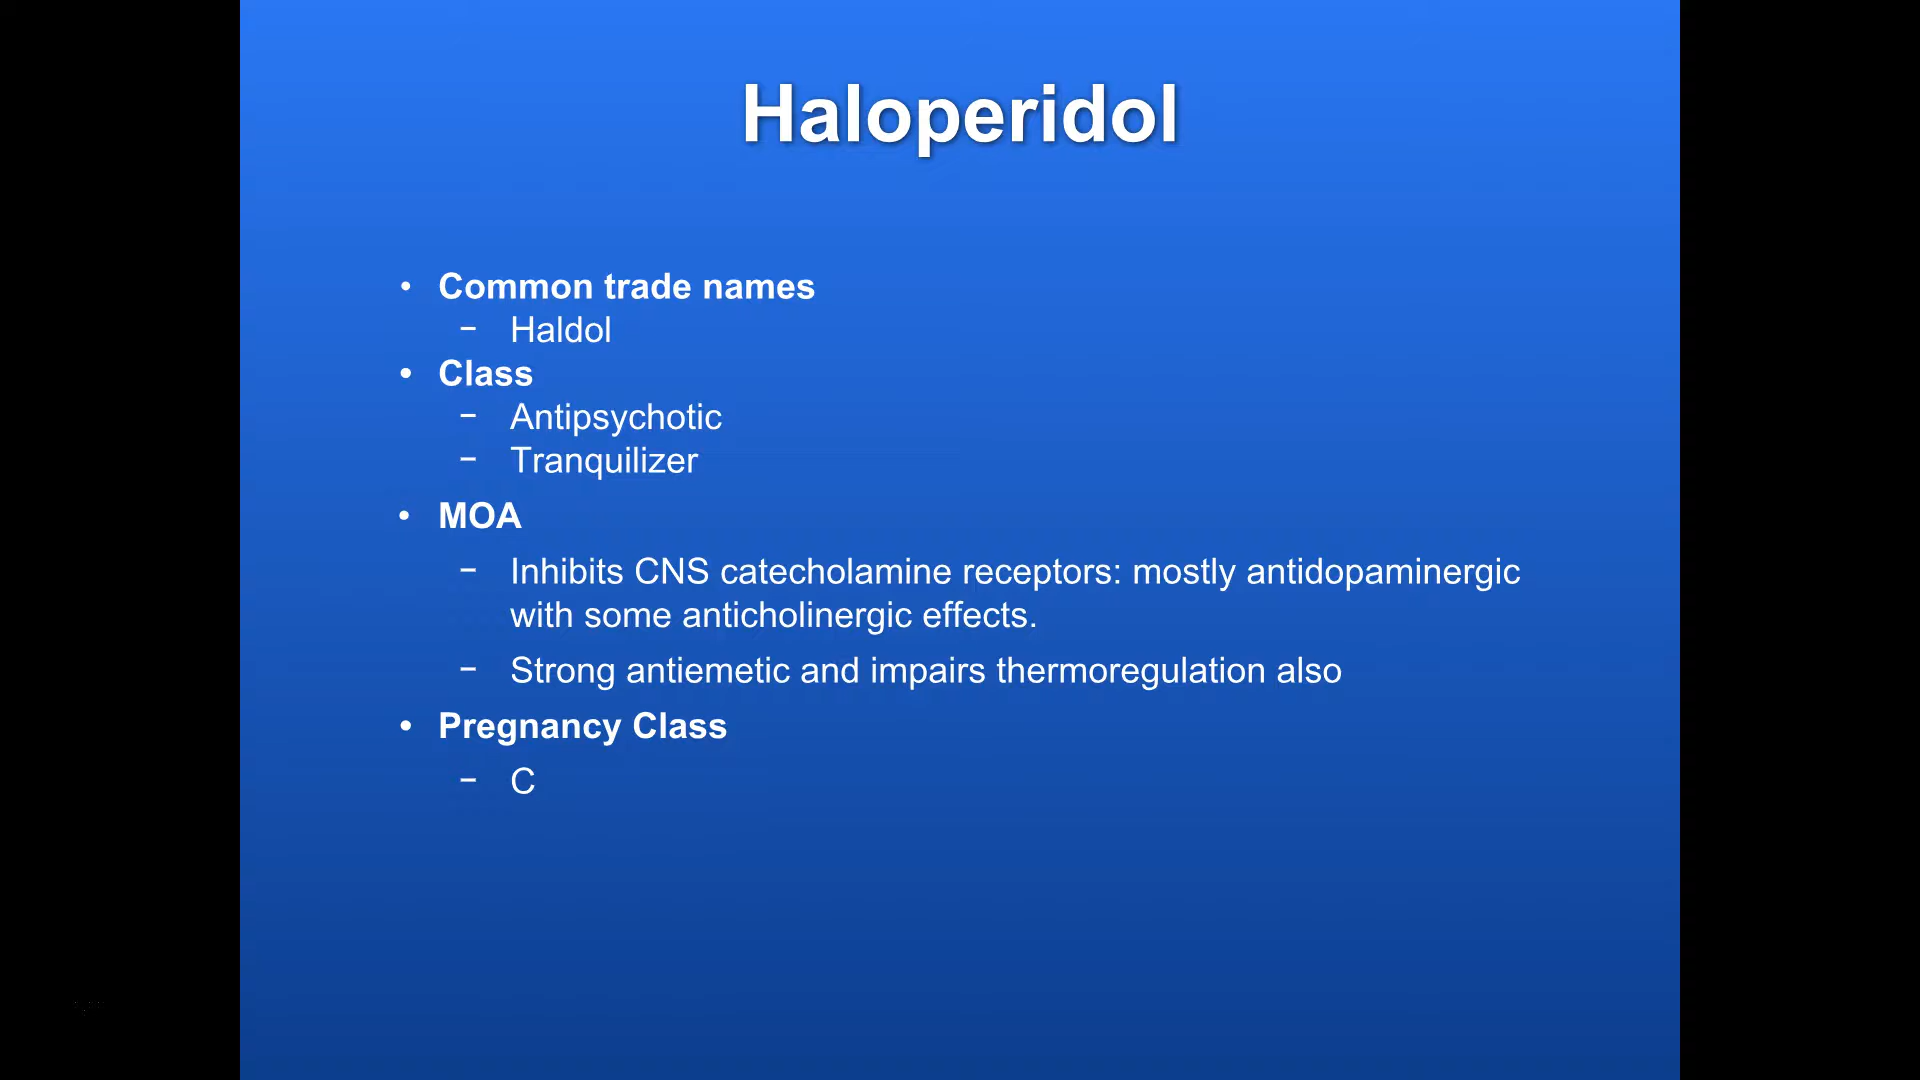 Haloperidol
• Common trade names
– Haldol
• Class
– Antipsychotic
– Tranquilizer
• MOA
– Inhibits CNS catecholamine receptors: mostly antidopaminergic
with some anticholinergic effects.
– Strong antiemetic and impairs thermoregulation also
• Pregnancy Class
– C